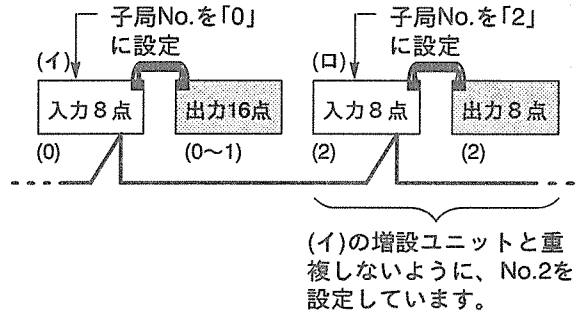 子局No.を｢0｣
に設定
子局No.を｢2｣
に設定
(イ)
(ロ)
入力8点
出力16点
入力8点
出力8点
(0)
(0〜1)
(2)
(2)
(イ)の増設ユニットと重
複しないように、No.2を
設定しています。